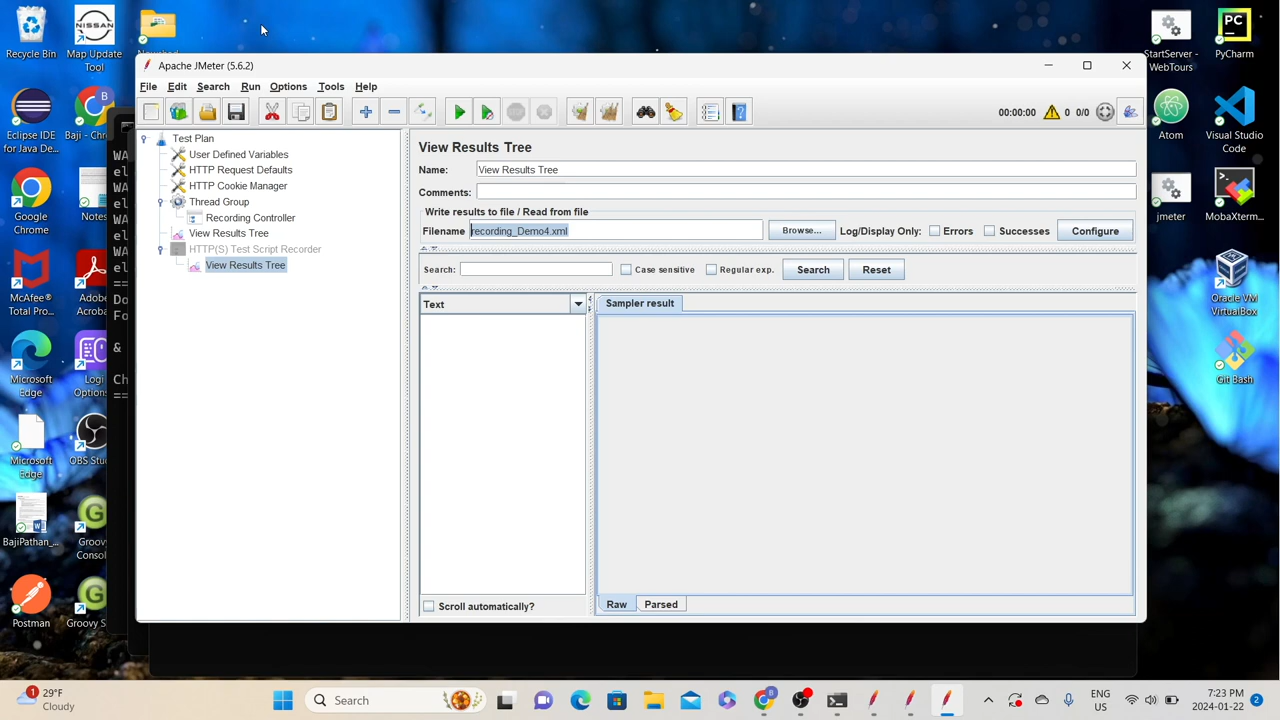 Recycle Bin
Map Update
Tool
StartServer -
WebTours
PyCharm
Apache JMeter (5.6.2)
File Edit Search Run Options Tools Help
00:00:00 0 0/0
Eclipse IDE
for Java De...
Baji - Chro...
Atom
Visual Studio
Code
Test Plan
User Defined Variables
HTTP Request Defaults
HTTP Cookie Manager
Thread Group
Recording Controller
View Results Tree
HTTP(S) Test Script Recorder
View Results Tree
View Results Tree
Name: View Results Tree
Comments:
Write results to file / Read from file
Filename recording_Demo4.xml Browse... Log/Display Only: Errors Successes Configure
Search: Case sensitive Regular exp. Search Reset
Text
Sampler result
Scroll automatically?
Raw Parsed
Google
Chrome
Notes
jmeter
MobaXterm...
McAfee®
Total Pro...
Adobe
Acroba
Oracle VM
VirtualBox
Microsoft
Edge
Logi
Options
Git Bash
Microsoft
Edge
OBS Stu
BajiPathan_...
Groov
Conso
Postman
Groovy S
WA
el
WA
el
WA
el
WA
el
==
Do
Fo
&
Ch
==
1
29°F
Cloudy
Search
ENG
US
7:23 PM
2024-01-22
2